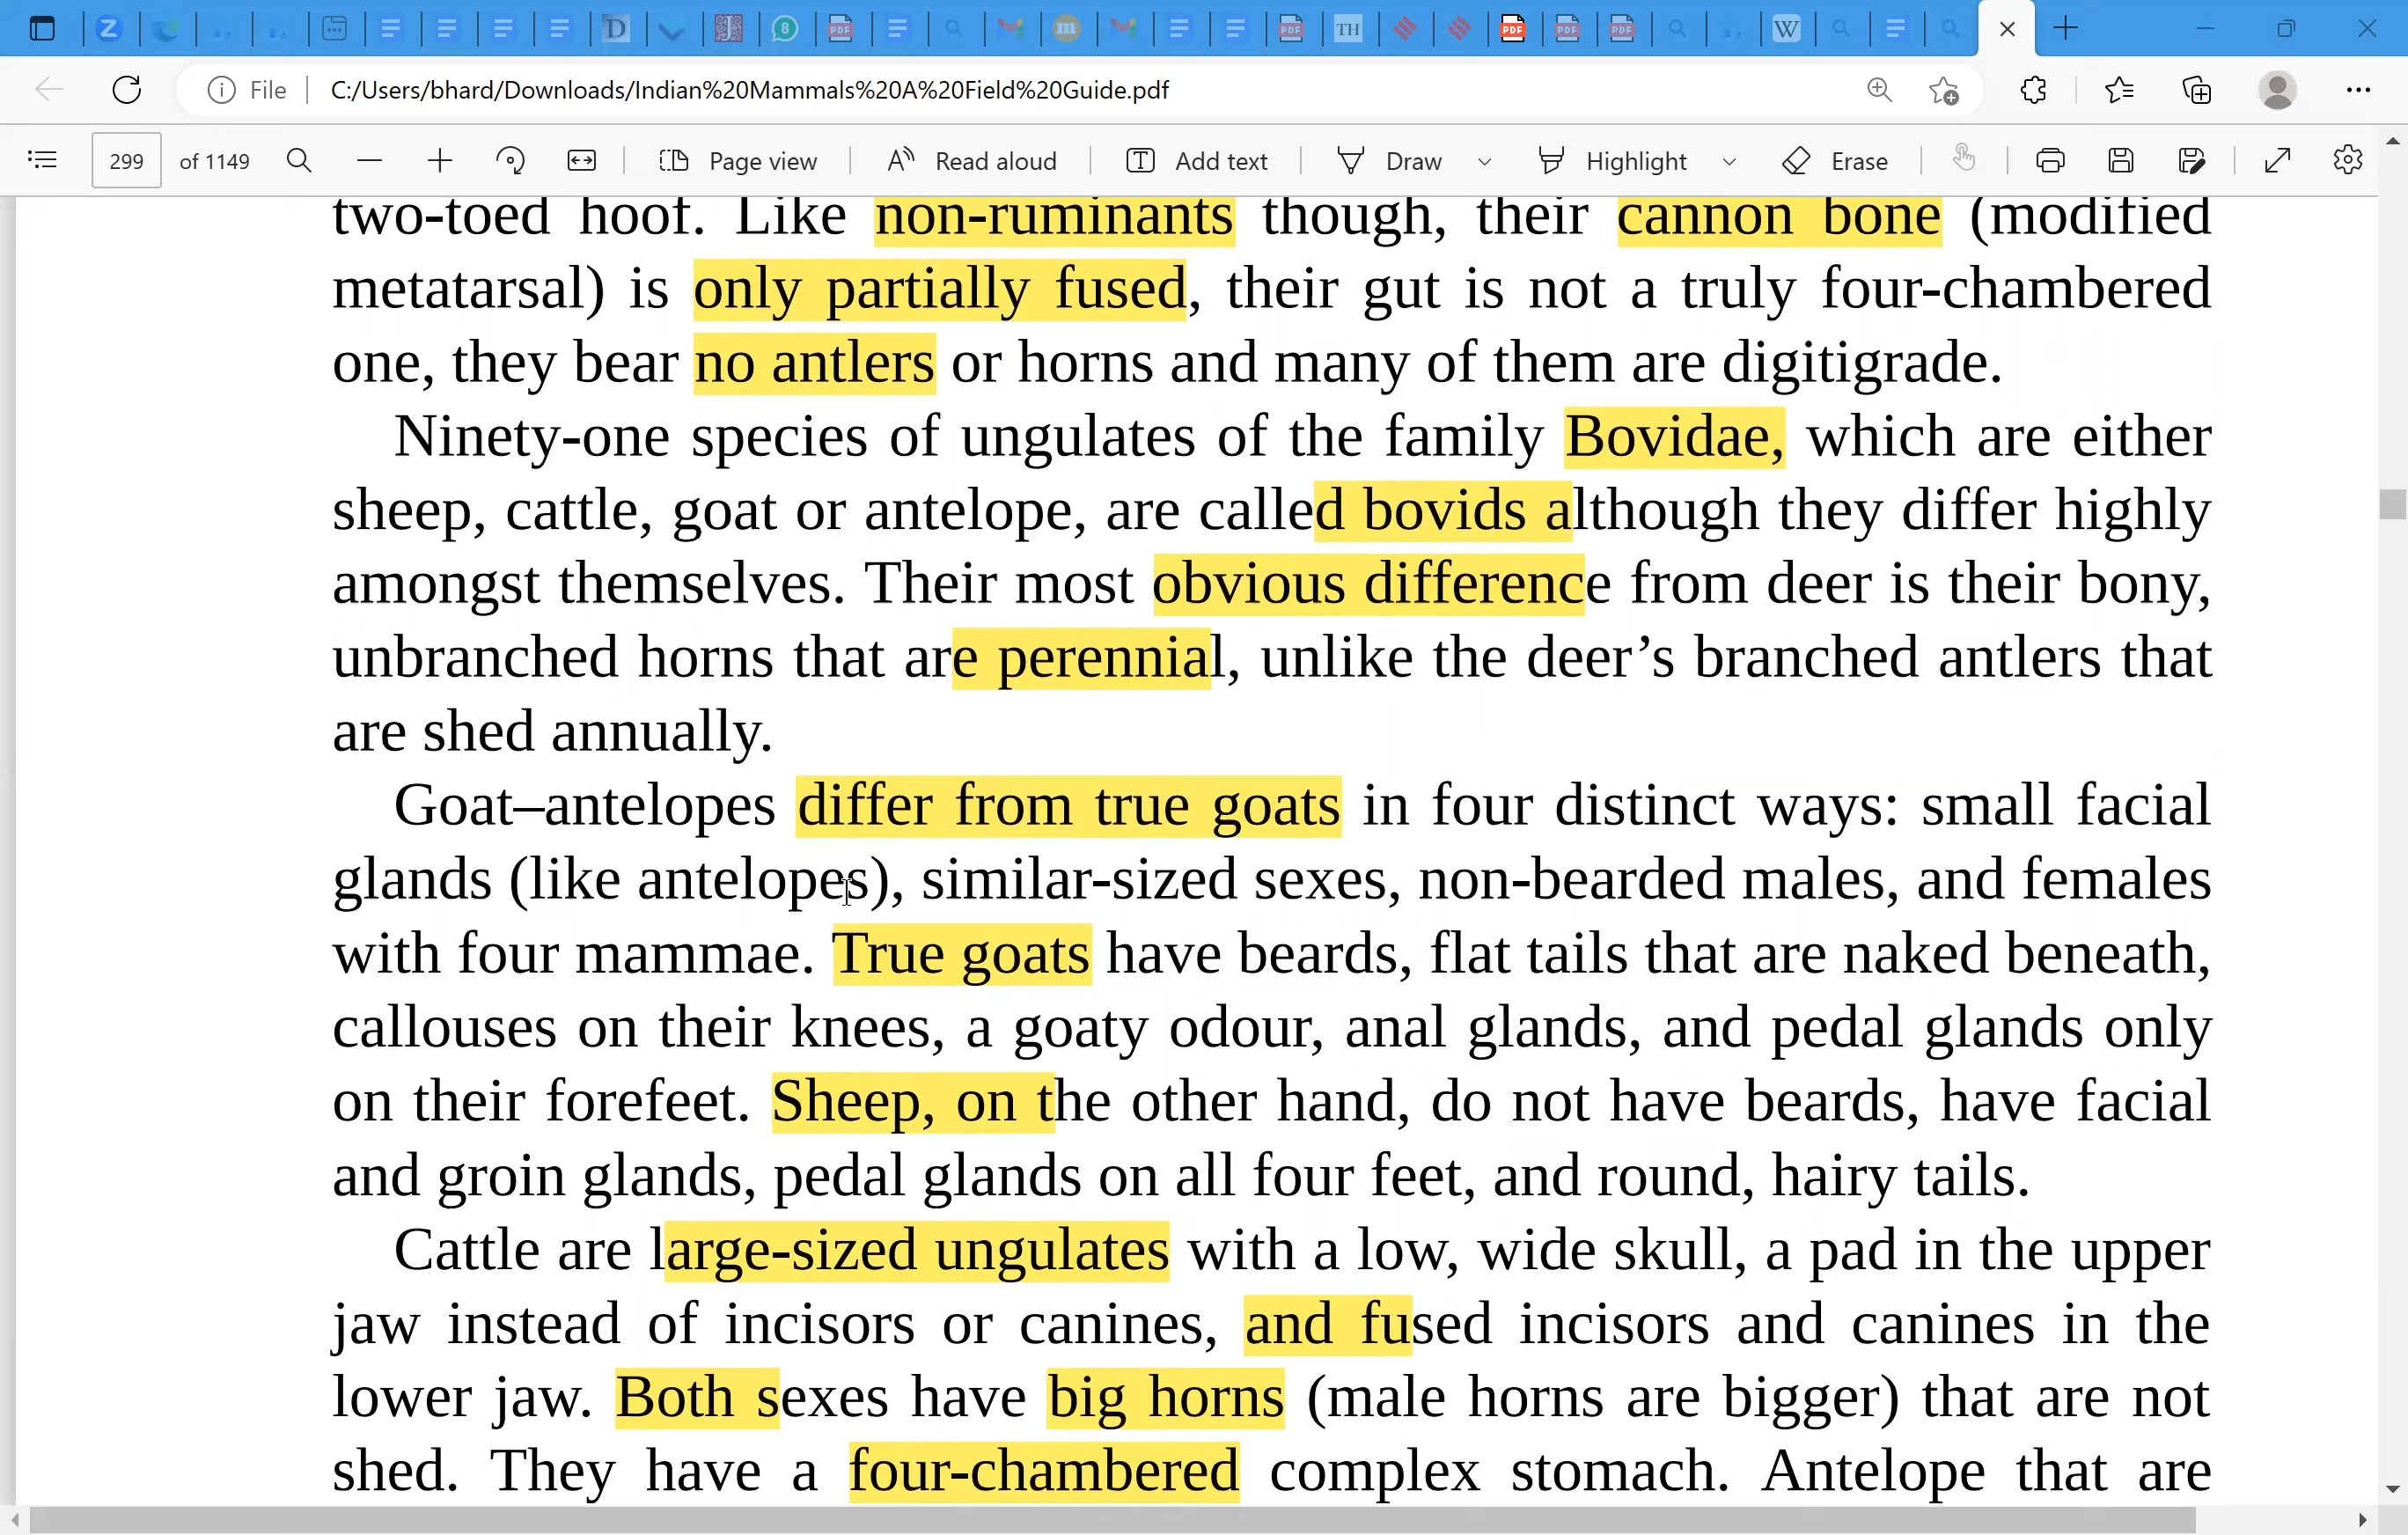 File
C:/Users/bhard/Downloads/Indian%20Mammals%20A%20Field%20Guide.pdf
299 of 1149
Page view
Read aloud
Add text
Draw
Highlight
Erase
two-toed hoof. Like non-ruminants though, their cannon bone (modified
metatarsal) is only partially fused, their gut is not a truly four-chambered
one, they bear no antlers or horns and many of them are digitigrade.
Ninety-one species of ungulates of the family Bovidae, which are either
sheep, cattle, goat or antelope, are called bovids although they differ highly
amongst themselves. Their most obvious difference from deer is their bony,
unbranched horns that are perennial, unlike the deer’s branched antlers that
are shed annually.
Goat–antelopes differ from true goats in four distinct ways: small facial
glands (like antelopes), similar-sized sexes, non-bearded males, and females
with four mammae. True goats have beards, flat tails that are naked beneath,
callouses on their knees, a goaty odour, anal glands, and pedal glands only
on their forefeet. Sheep, on the other hand, do not have beards, have facial
and groin glands, pedal glands on all four feet, and round, hairy tails.
Cattle are large-sized ungulates with a low, wide skull, a pad in the upper
jaw instead of incisors or canines, and fused incisors and canines in the
lower jaw. Both sexes have big horns (male horns are bigger) that are not
shed. They have a four-chambered complex stomach. Antelope that are